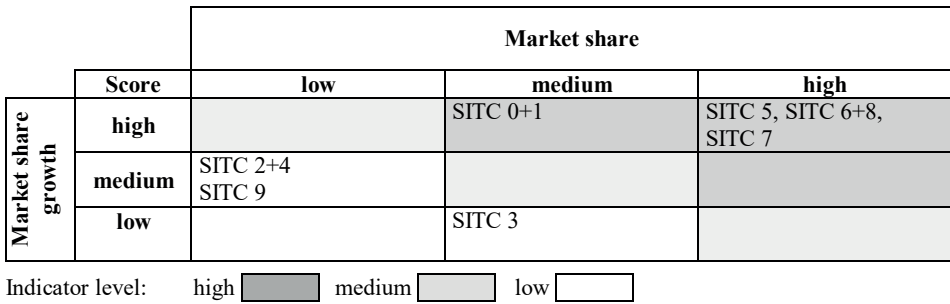 Market share
Score low medium high
Market share
growth
high SITC 0+1 SITC 5, SITC 6+8,
SITC 7
medium SITC 2+4
SITC 9
low SITC 3
Indicator level: high medium low